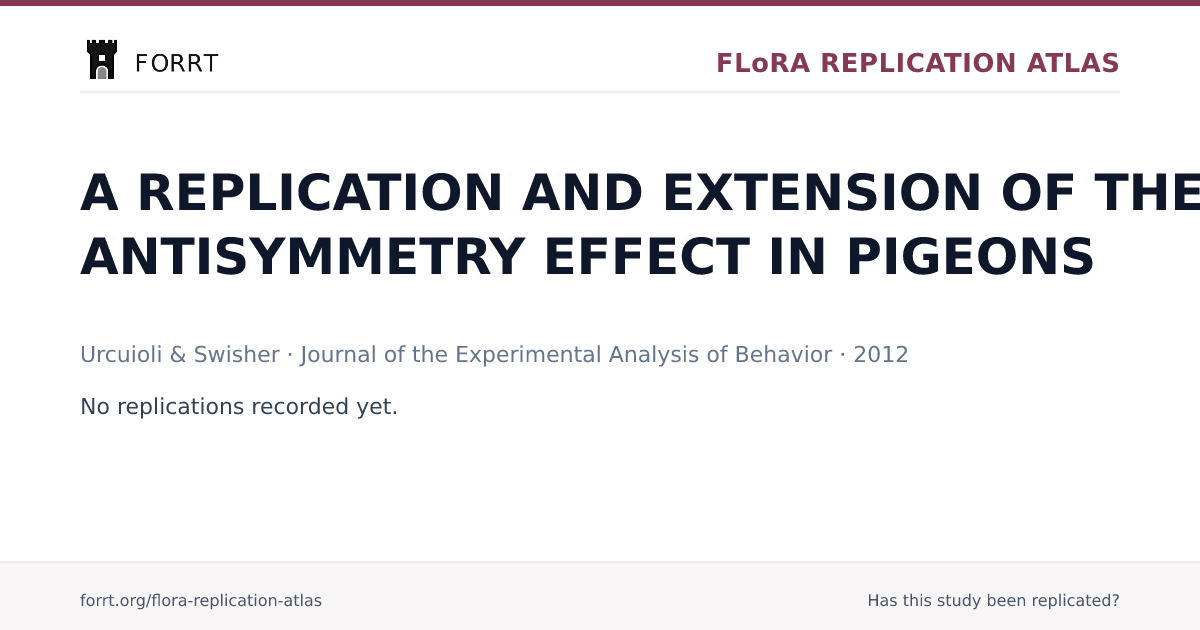 FORRT
FLoRA REPLICATION ATLAS
A REPLICATION AND EXTENSION OF THE
ANTISYMMETRY EFFECT IN PIGEONS
Urcuioli & Swisher · Journal of the Experimental Analysis of Behavior · 2012
No replications recorded yet.
forrt.org/flora-replication-atlas
Has this study been replicated?